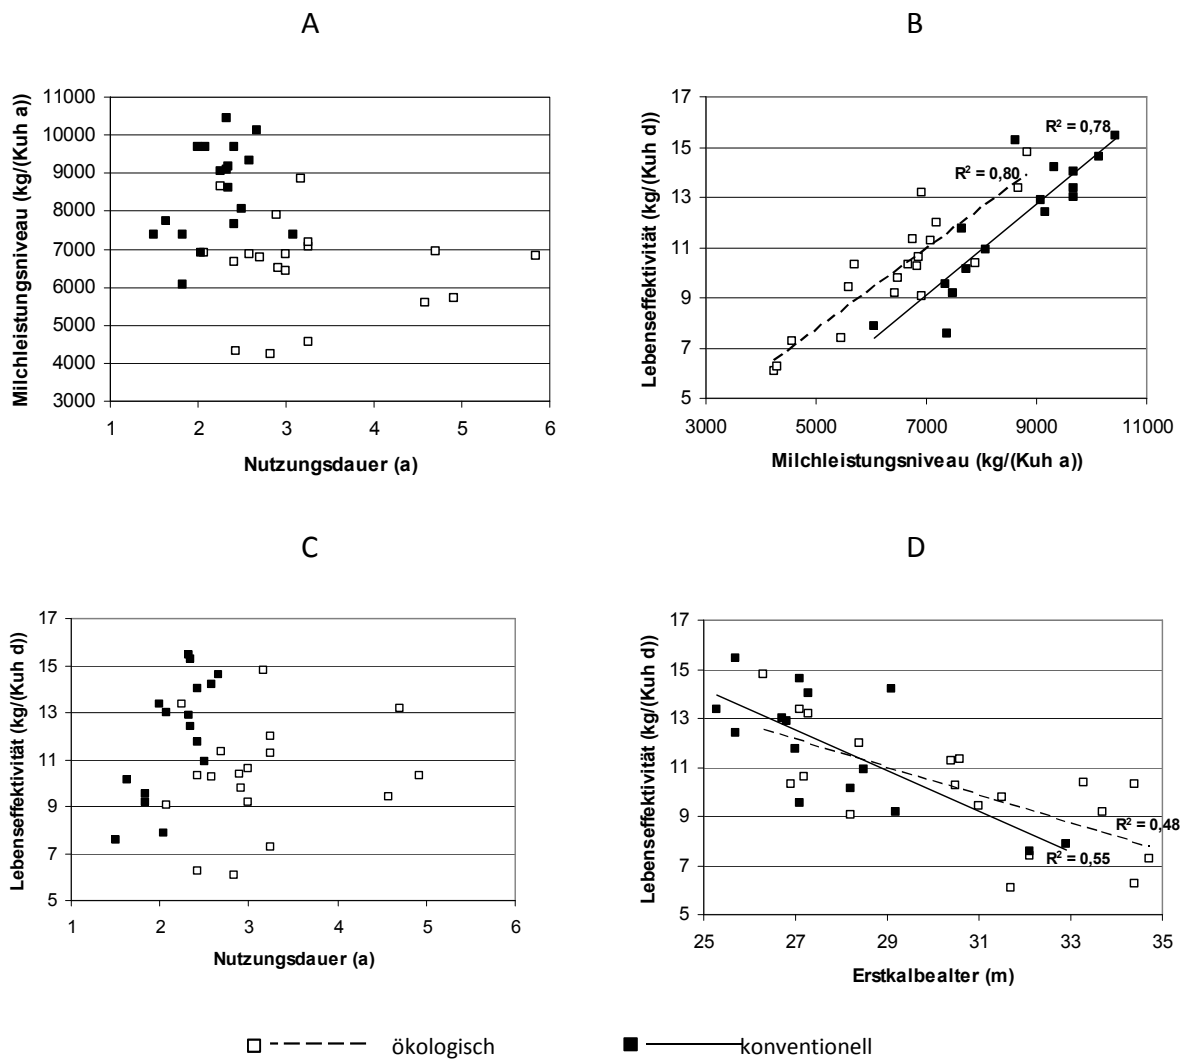 A
11000
10000
9000
8000
7000
6000
5000
4000
3000
1 2 3 4 5 6
Milchleistungsniveau (kg/(Kuh a))
Nutzungsdauer (a)
B
17
15
13
11
9
7
5
3000 5000 7000 9000 11000
R² = 0,78
R² = 0,80
Lebenseffektivität (kg/(Kuh d))
Milchleistungsniveau (kg/(Kuh a))
C
17
15
13
11
9
7
5
1 2 3 4 5 6
Lebenseffektivität (kg/(Kuh d))
Nutzungsdauer (a)
D
17
15
13
11
9
7
5
25 27 29 31 33 35
R² = 0,48
R² = 0,55
Lebenseffektivität (kg/(Kuh d))
Erstkalbealter (m)
ökologisch konventionell